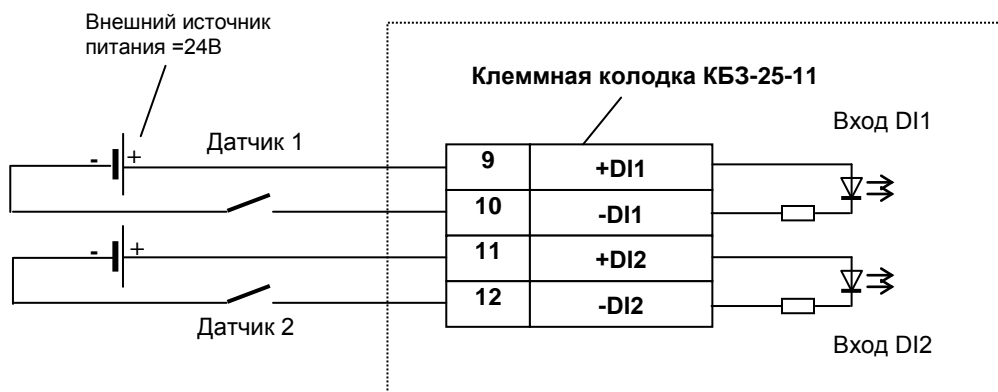 Внешний источник
питания =24В
Клеммная колодка КБЗ-25-11
Вход DI1
Датчик 1
- +
9 +DI1
10 -DI1
- +
11 +DI2
12 -DI2
Датчик 2
Вход DI2